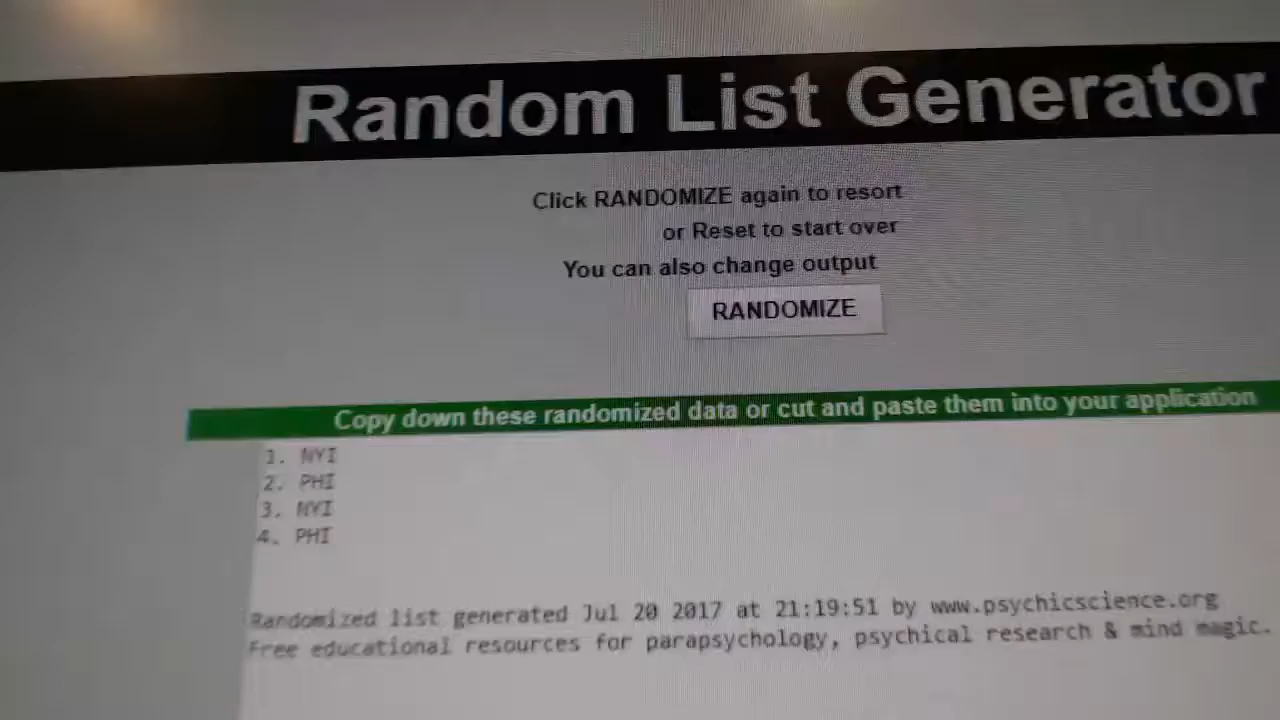 Random List Generator
Click RANDOMIZE again to resort
or Reset to start over
You can also change output
RANDOMIZE
Copy down these randomized data or cut and paste them into your application
1. NYI
2. PHI
3. NYI
4. PHI
Randomized list generated Jul 20 2017 at 21:19:51 by www.psychicscience.org
Free educational resources for parapsychology, psychical research & mind magic.